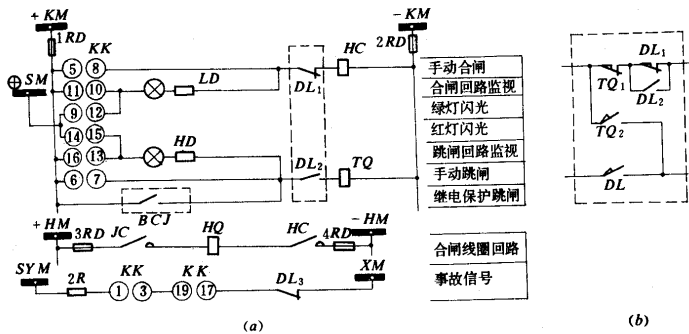 + KM
− KM
1RD
KK
2RD
HC
5 8
DL₁
手动合闸
⊕ SM
11 10
LD
合闸回路监视
9 12
绿灯闪光
14 15
红灯闪光
16 13
HD
跳闸回路监视
6 7
DL₂
TQ
手动跳闸
BCJ
继电保护跳闸
+ HM
− HM
3RD
JC
HQ
HC
4RD
合闸线圈回路
SYM
XM
2R
KK
KK
1 3 19 17
DL₃
事故信号
(a)
DL₁
TQ₁
DL₂
TQ₂
DL
(b)